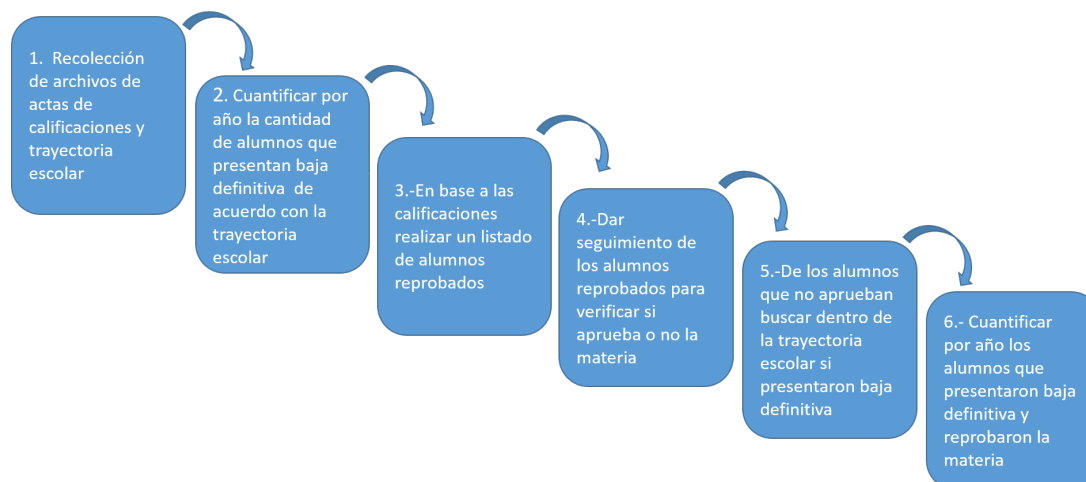 1. Recolección
de archivos de
actas de
calificaciones y
trayectoria
escolar
2. Cuantificar por
año la cantidad
de alumnos que
presentan baja
definitiva de
acuerdo con la
trayectoria
escolar
3.-En base a las
calificaciones
realizar un listado
de alumnos
reprobados
4.-Dar
seguimiento de
los alumnos
reprobados para
verificar si
aprueba o no la
materia
5.-De los alumnos
que no aprueban
buscar dentro de
la trayectoria
escolar si
presentaron baja
definitiva
6.- Cuantificar
por año los
alumnos que
presentaron baja
definitiva y
reprobaron la
materia